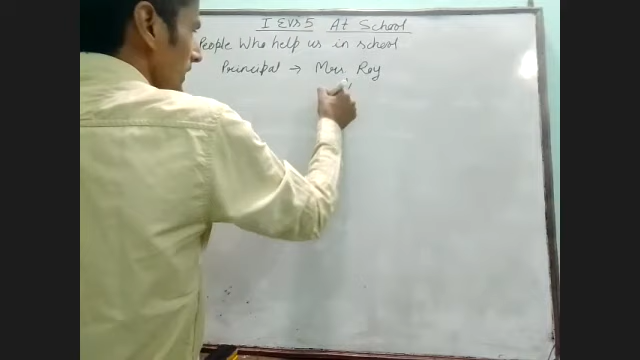 I EVS 5 At School
People Who help us in school
Principal → Mrs Roy